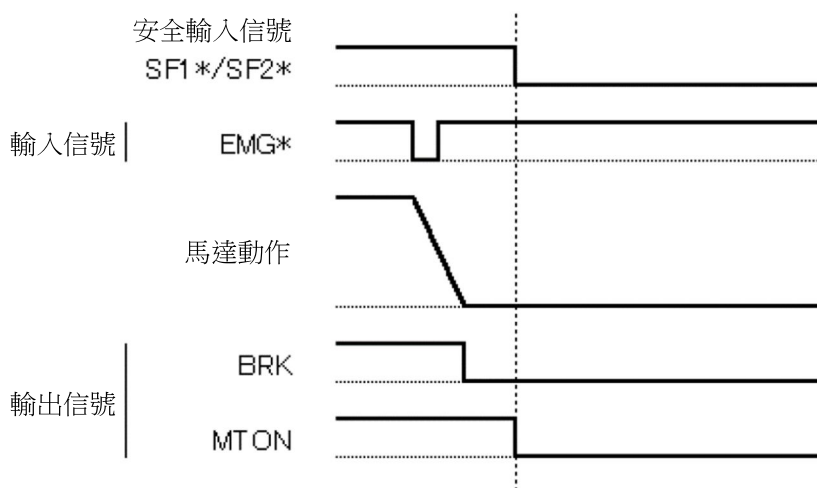 安全輸入信號
SF1*/SF2*
輸入信號
EMG*
馬達動作
輸出信號
BRK
MTON